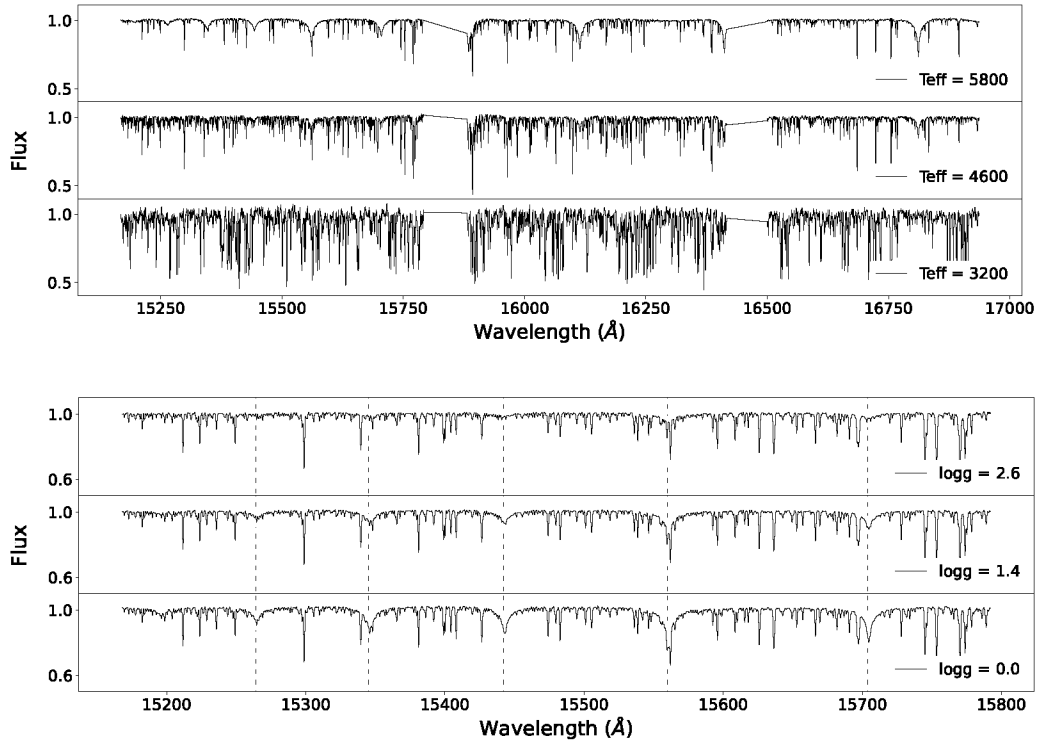 1.0
0.5
Teff = 5800
1.0
0.5
Teff = 4600
1.0
0.5
Teff = 3200
Flux
15250 15500 15750 16000 16250 16500 16750 17000
Wavelength (Å)
1.0
0.6
logg = 2.6
1.0
0.6
logg = 1.4
1.0
0.6
logg = 0.0
Flux
15200 15300 15400 15500 15600 15700 15800
Wavelength (Å)